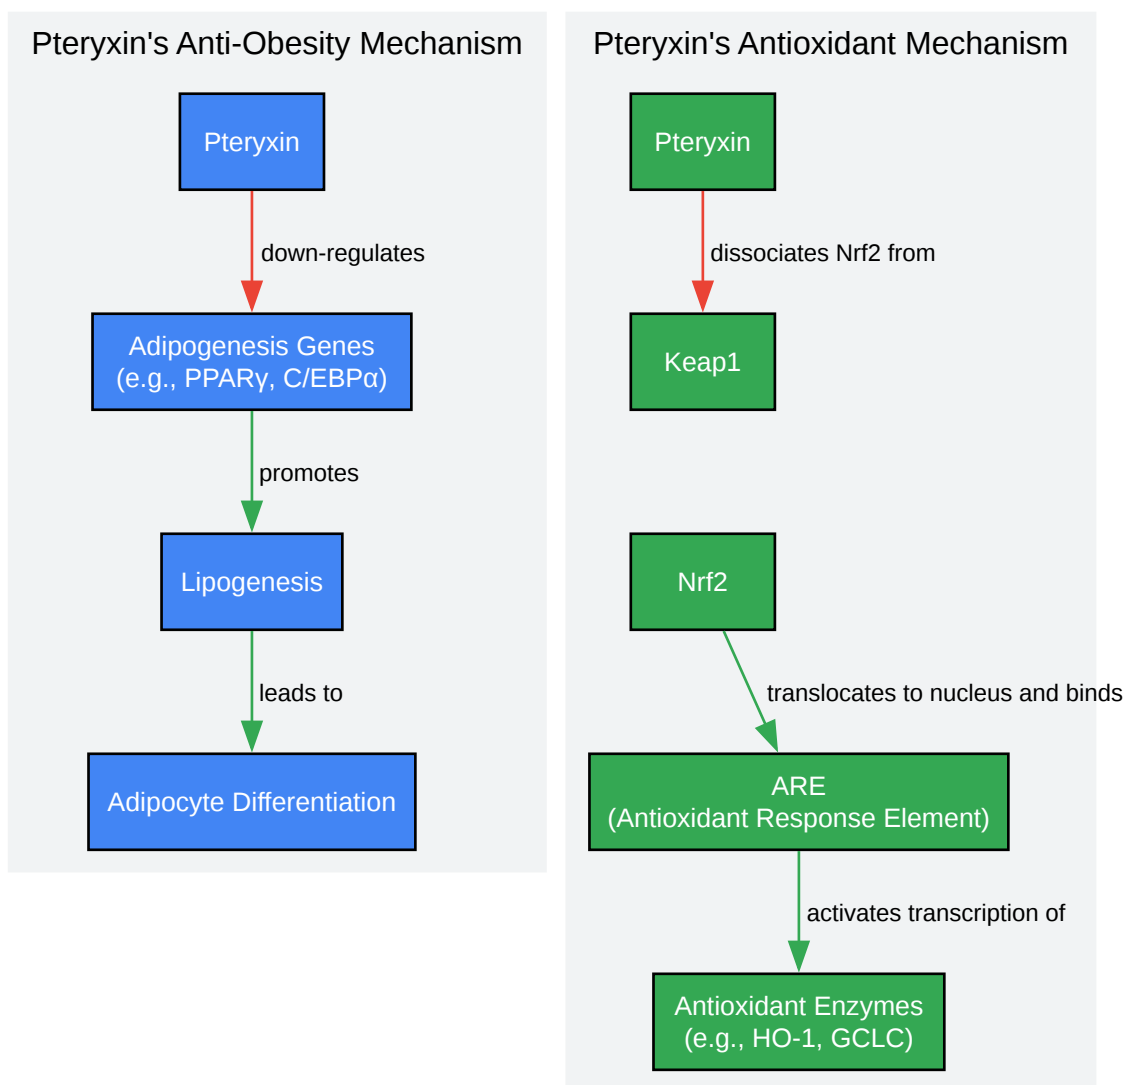 Pteryxin's Anti-Obesity Mechanism
Pteryxin
down-regulates
Adipogenesis Genes
(e.g., PPARγ, C/EBPα)
promotes
Lipogenesis
leads to
Adipocyte Differentiation
Pteryxin's Antioxidant Mechanism
Pteryxin
dissociates Nrf2 from
Keap1
Nrf2
translocates to nucleus and binds
ARE
(Antioxidant Response Element)
activates transcription of
Antioxidant Enzymes
(e.g., HO-1, GCLC)